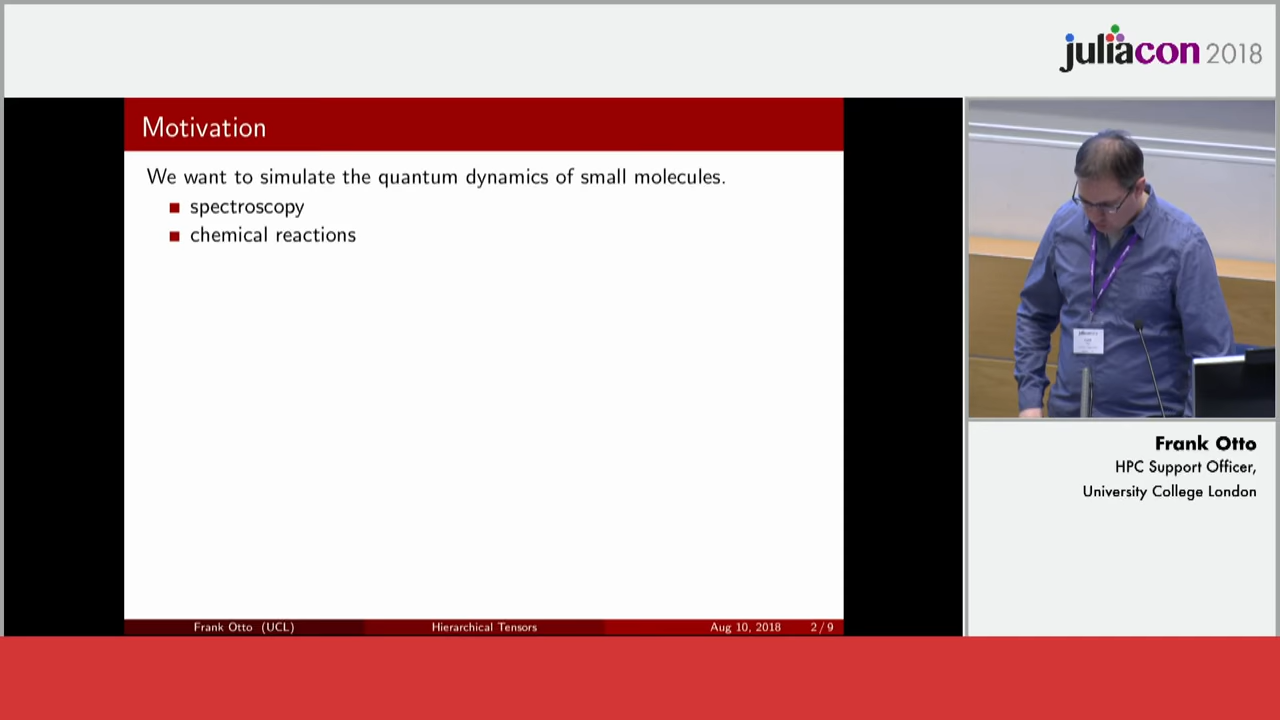 juliacon 2018
Motivation
We want to simulate the quantum dynamics of small molecules.
spectroscopy
chemical reactions
Frank Otto (UCL)
Hierarchical Tensors
Aug 10, 2018
2 / 9
Frank Otto
HPC Support Officer,
University College London